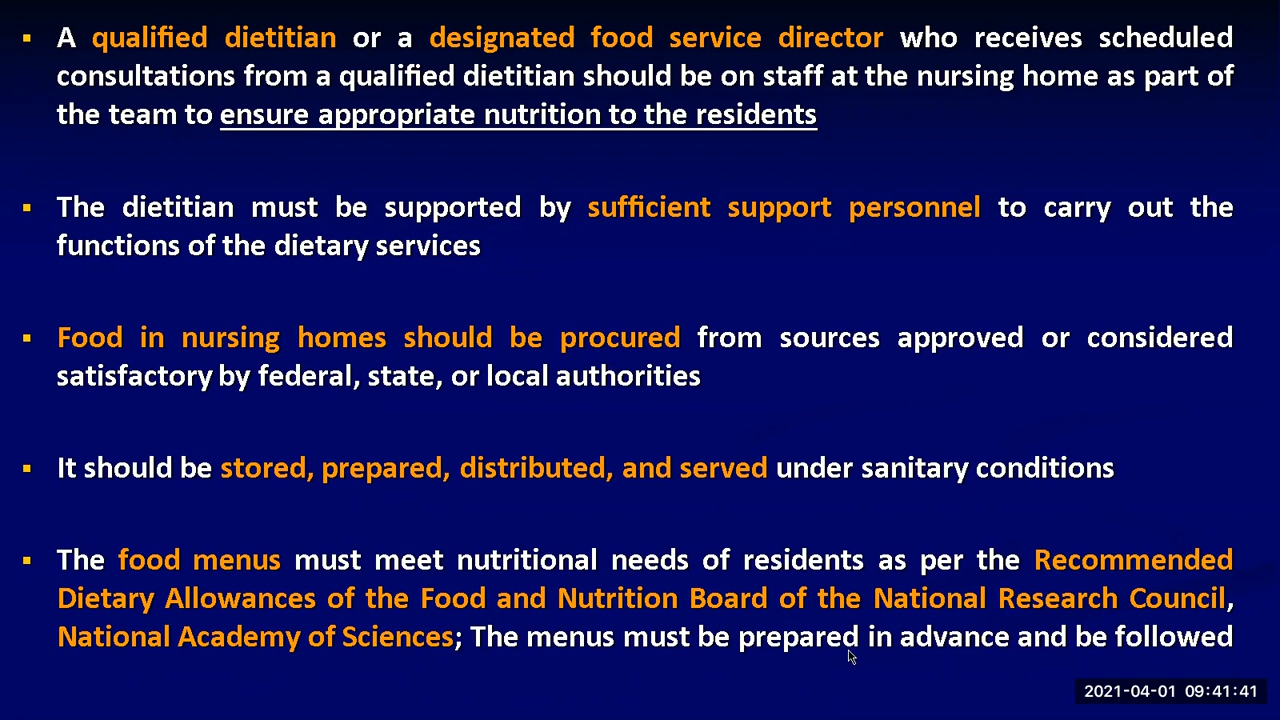 ▪ A qualified dietitian or a designated food service director who receives scheduled
consultations from a qualified dietitian should be on staff at the nursing home as part of
the team to ensure appropriate nutrition to the residents
▪ The dietitian must be supported by sufficient support personnel to carry out the
functions of the dietary services
▪ Food in nursing homes should be procured from sources approved or considered
satisfactory by federal, state, or local authorities
▪ It should be stored, prepared, distributed, and served under sanitary conditions
▪ The food menus must meet nutritional needs of residents as per the Recommended
Dietary Allowances of the Food and Nutrition Board of the National Research Council,
National Academy of Sciences; The menus must be prepared in advance and be followed
2021-04-01 09:41:41